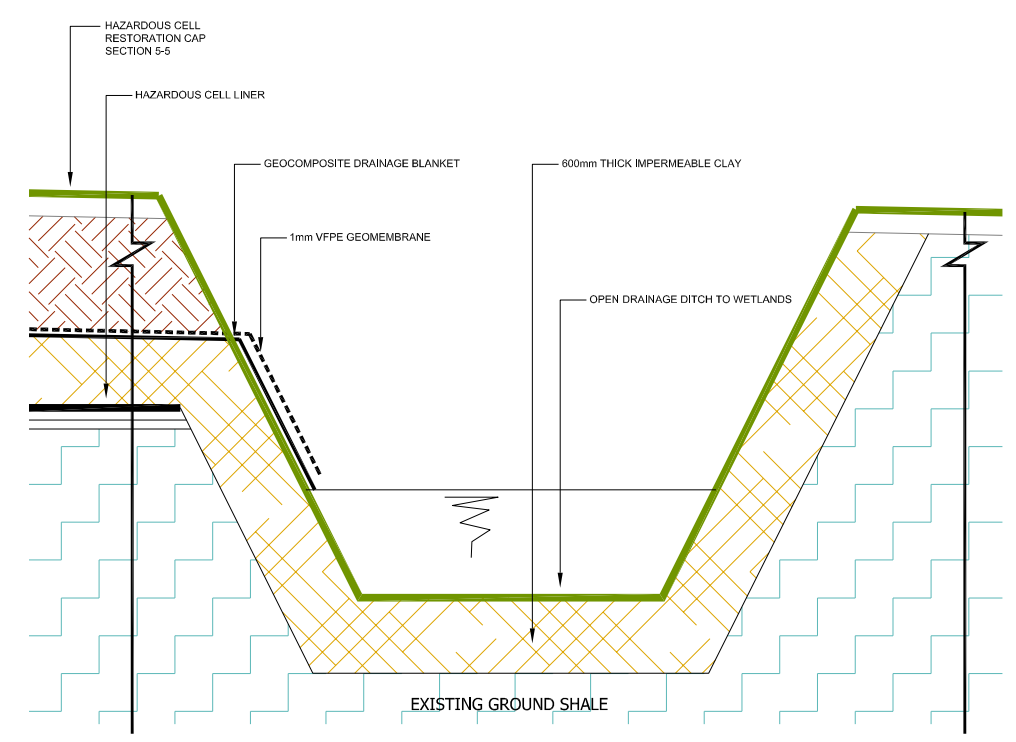 HAZARDOUS CELL
RESTORATION CAP
SECTION 5-5
HAZARDOUS CELL LINER
GEOCOMPOSITE DRAINAGE BLANKET
600mm THICK IMPERMEABLE CLAY
1mm VFPE GEOMEMBRANE
OPEN DRAINAGE DITCH TO WETLANDS
EXISTING GROUND SHALE